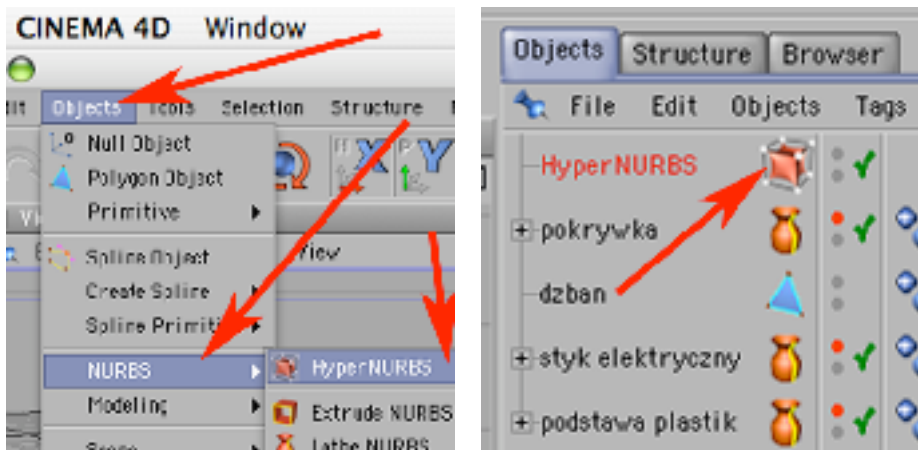 CINEMA 4D Window
Objects Tools Selection Structure
Null Object
Polygon Object
Primitive
View
Spline Object
Create Spline
Spline Primiti
NURBS
HyperNURBS
Modeling
Extrude NURBS
Scene
Lathe NURBS
Objects Structure Browser
File Edit Objects Tags
HyperNURBS
pokrywka
dzban
styk elektryczny
podstawa plastik